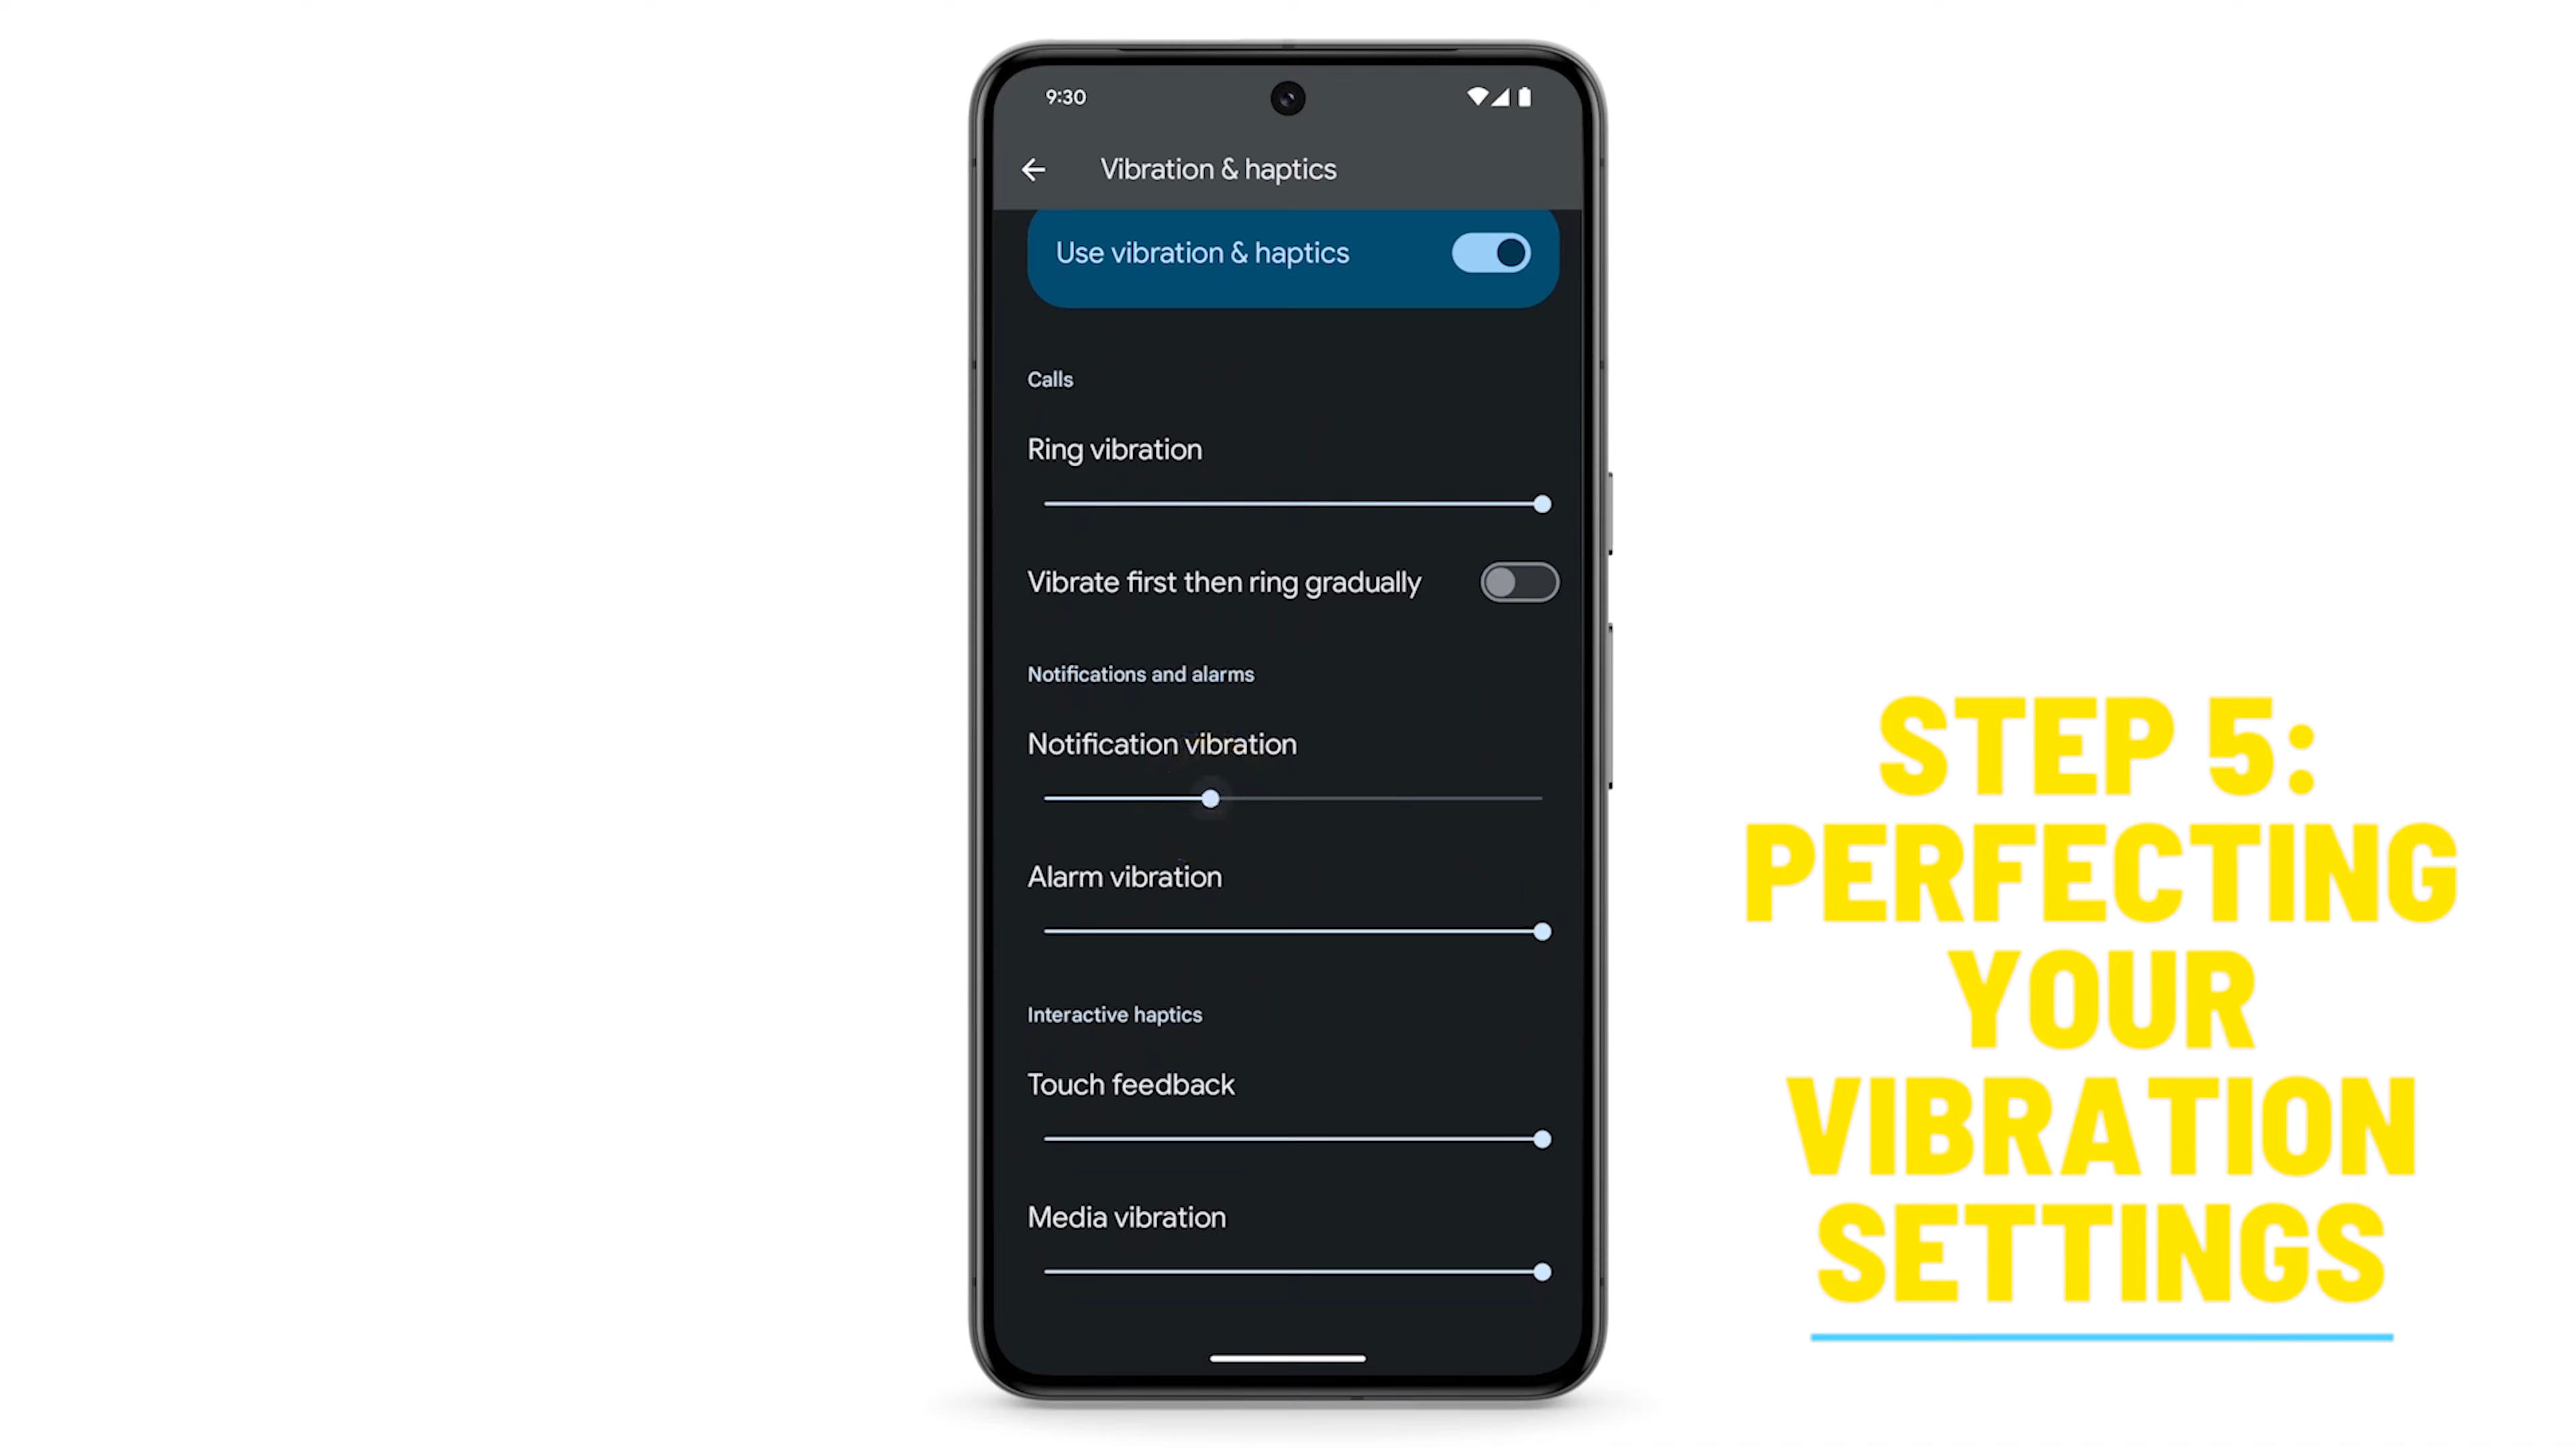 9:30
Vibration & haptics
Use vibration & haptics
Calls
Ring vibration
Vibrate first then ring gradually
Notifications and alarms
Notification vibration
Alarm vibration
Interactive haptics
Touch feedback
Media vibration
STEP 5:
PERFECTING
YOUR
VIBRATION
SETTINGS